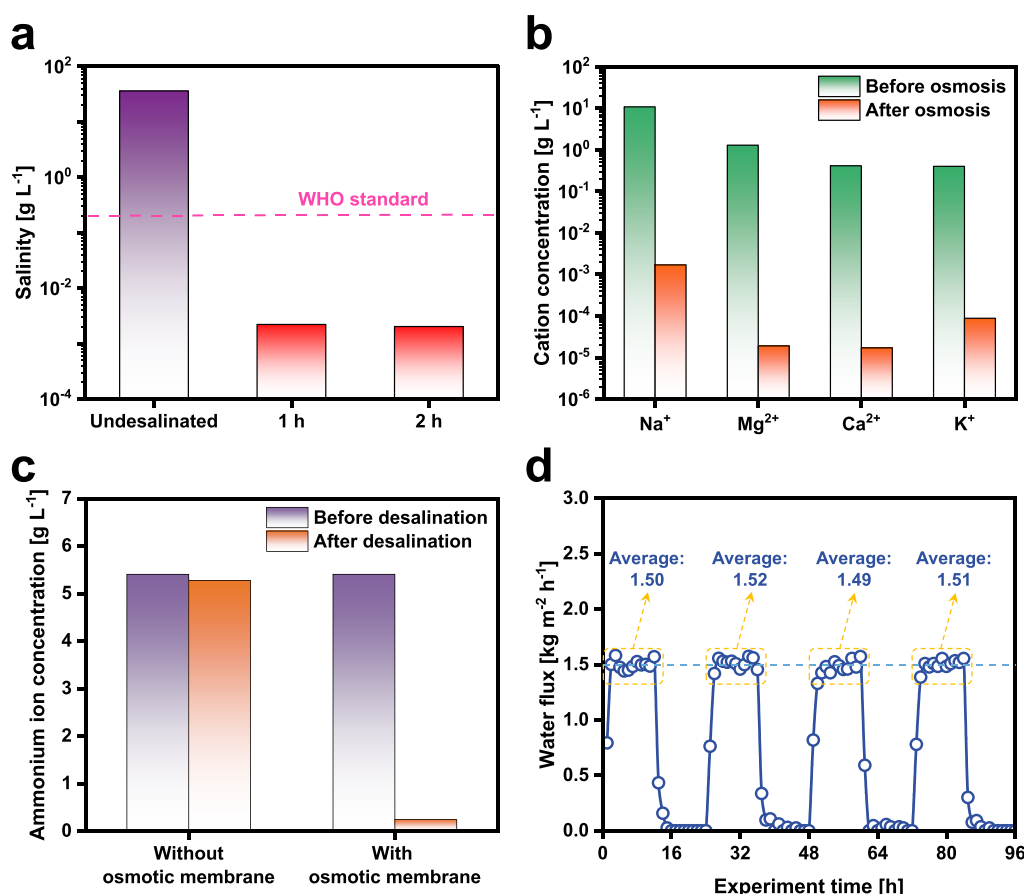 a
Salinity [g L⁻¹]
10²
10⁰
10⁻²
10⁻⁴
WHO standard
Undesalinated
1 h
2 h
b
Cation concentration [g L⁻¹]
10²
10¹
10⁰
10⁻¹
10⁻²
10⁻³
10⁻⁴
10⁻⁵
10⁻⁶
Before osmosis
After osmosis
Na⁺
Mg²⁺
Ca²⁺
K⁺
c
Ammonium ion concentration [g L⁻¹]
7
6
5
4
3
2
1
0
Before desalination
After desalination
Without
osmotic membrane
With
osmotic membrane
d
Water flux [kg m⁻² h⁻¹]
3.0
2.5
2.0
1.5
1.0
0.5
0.0
Average:
1.50
Average:
1.52
Average:
1.49
Average:
1.51
0
16
32
48
64
80
96
Experiment time [h]